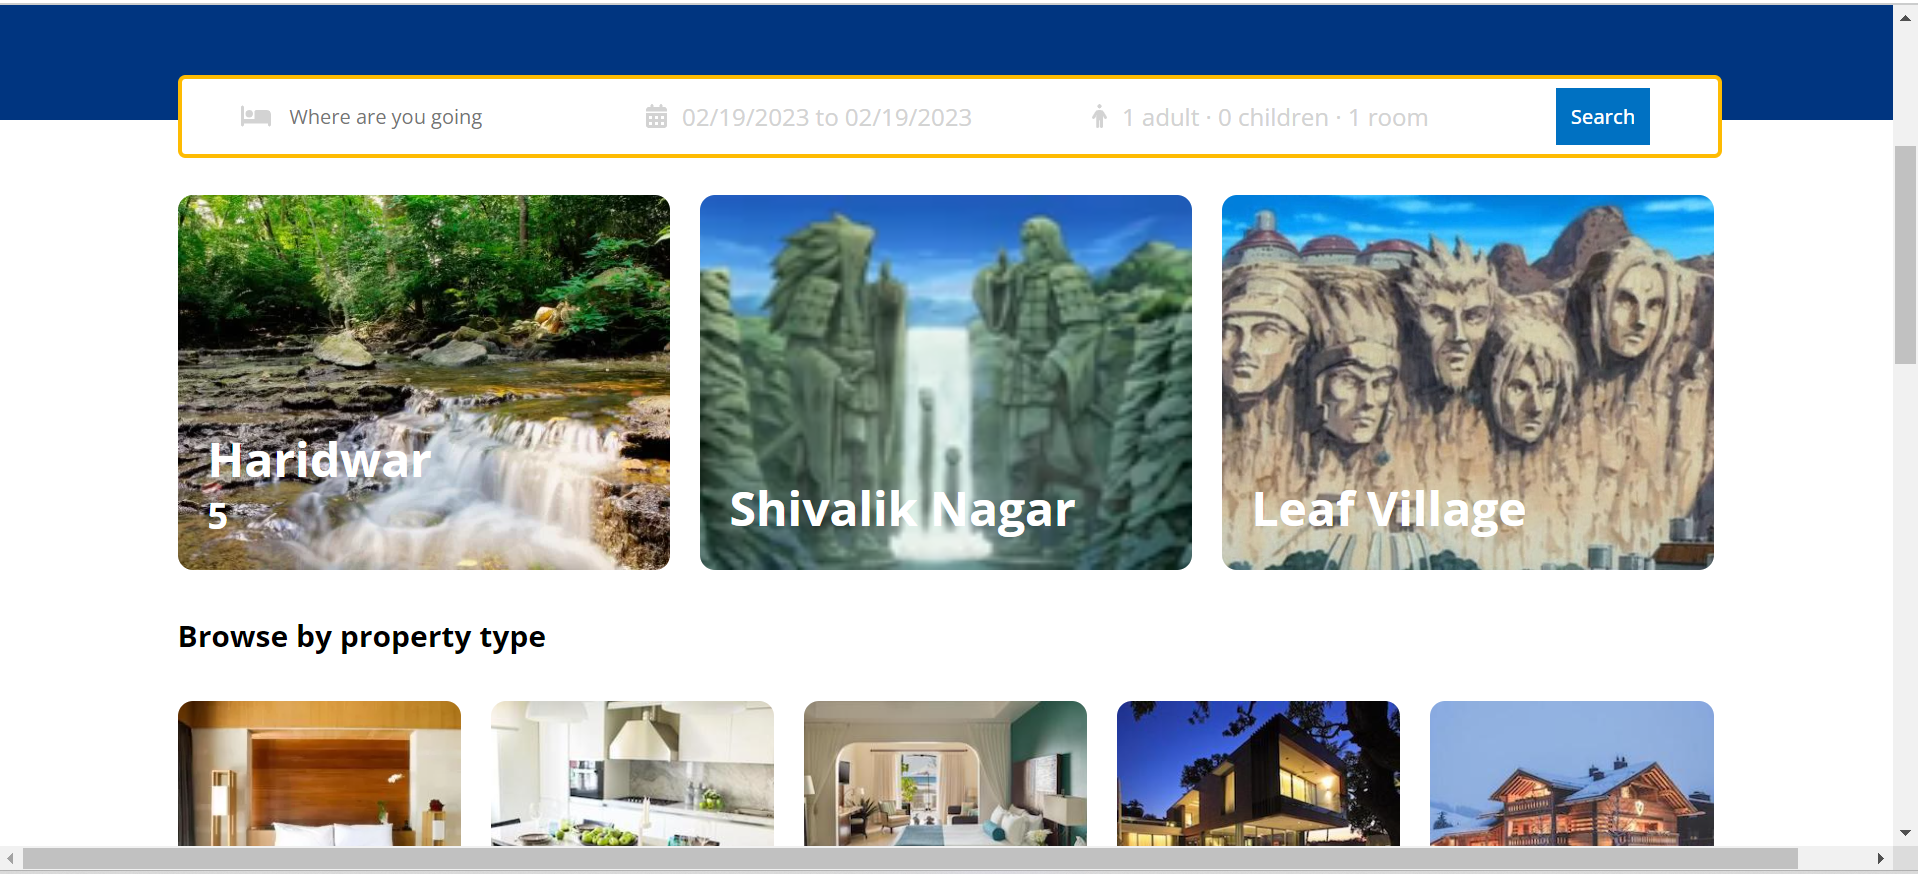 Where are you going
02/19/2023 to 02/19/2023
1 adult · 0 children · 1 room
Search
Haridwar
5
Shivalik Nagar
Leaf Village
Browse by property type